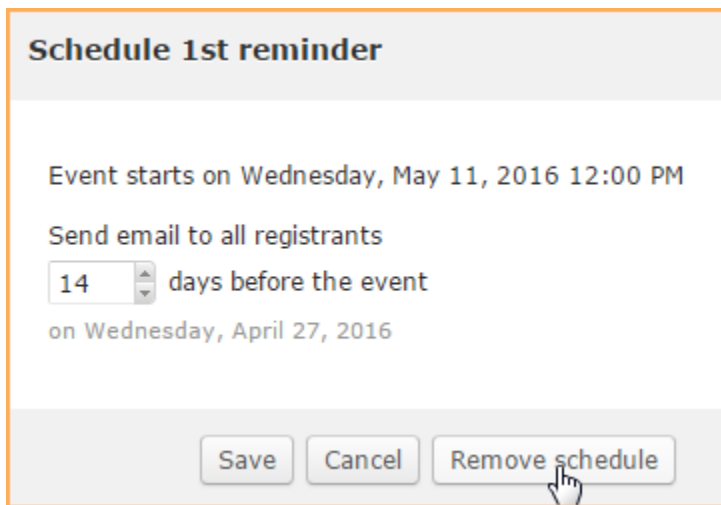 Schedule 1st reminder
Event starts on Wednesday, May 11, 2016 12:00 PM
Send email to all registrants
14 days before the event
on Wednesday, April 27, 2016
Save Cancel Remove schedule